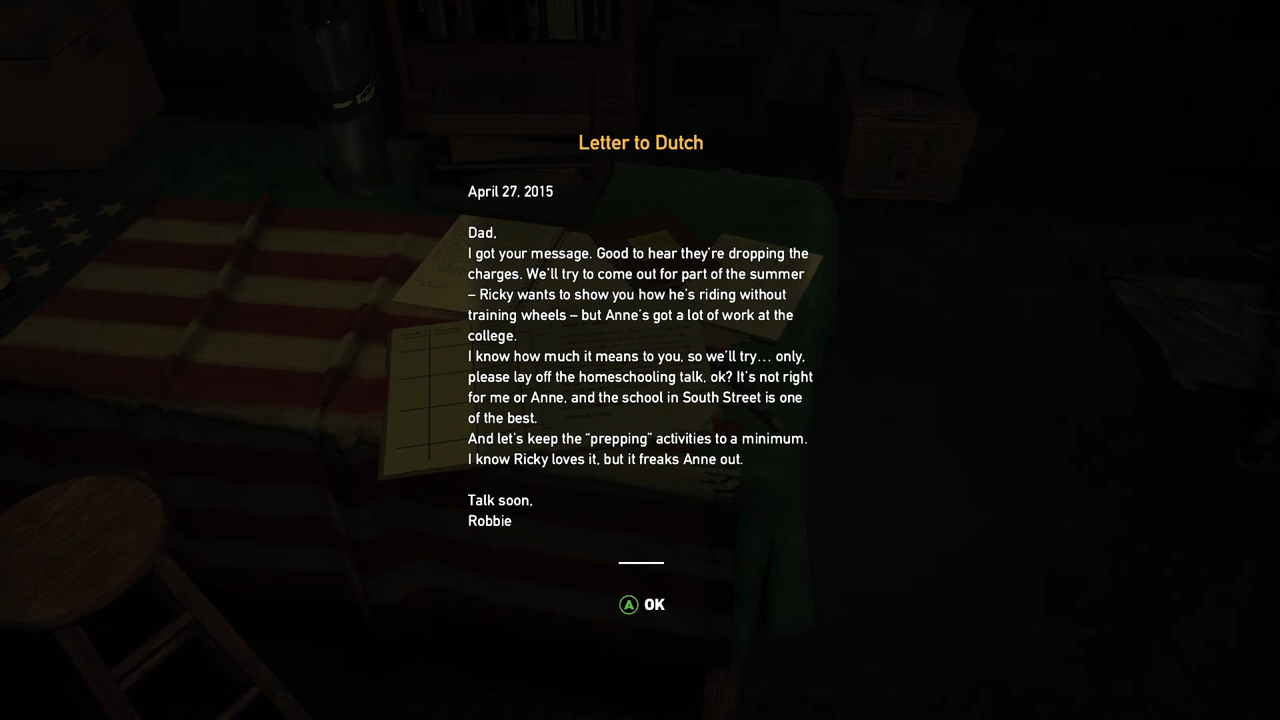 Letter to Dutch
April 27, 2015
Dad,
I got your message. Good to hear they're dropping the
charges. We'll try to come out for part of the summer
– Ricky wants to show you how he's riding without
training wheels – but Anne's got a lot of work at the
college.
I know how much it means to you, so we'll try... only,
please lay off the homeschooling talk, ok? It's not right
for me or Anne, and the school in South Street is one
of the best.
And let's keep the “prepping” activities to a minimum.
I know Ricky loves it, but it freaks Anne out.
Talk soon,
Robbie
A OK